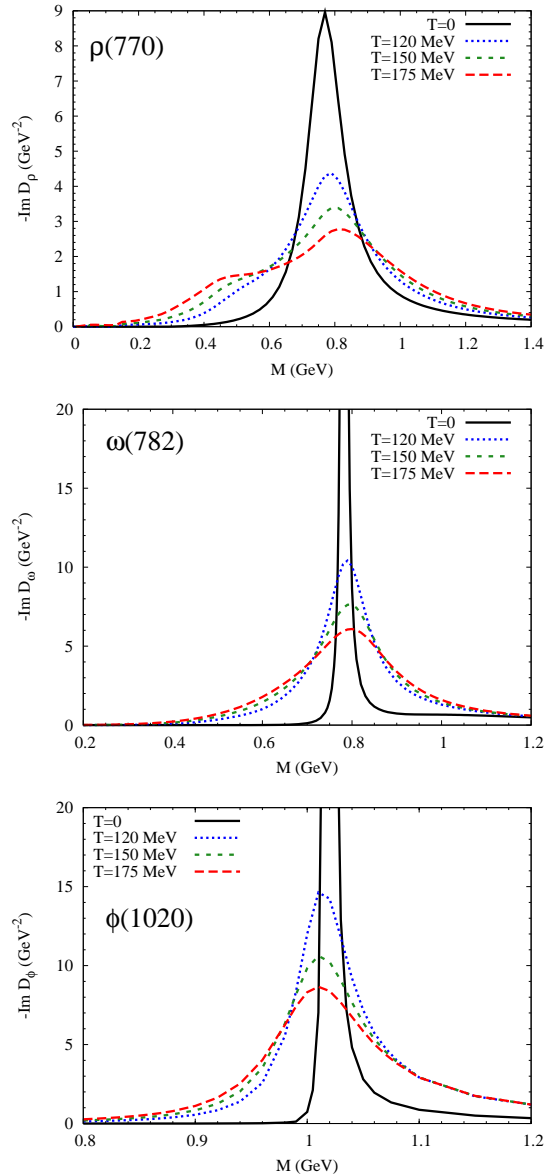 ρ(770)
T=0
T=120 MeV
T=150 MeV
T=175 MeV
-Im D_ρ (GeV⁻²)
9
8
7
6
5
4
3
2
1
0
0 0.2 0.4 0.6 0.8 1 1.2 1.4
M (GeV)
ω(782)
T=0
T=120 MeV
T=150 MeV
T=175 MeV
-Im D_ω (GeV⁻²)
20
15
10
5
0
0.2 0.4 0.6 0.8 1 1.2
M (GeV)
T=0
T=120 MeV
T=150 MeV
T=175 MeV
ϕ(1020)
-Im D_ϕ (GeV⁻²)
20
15
10
5
0
0.8 0.9 1 1.1 1.2
M (GeV)